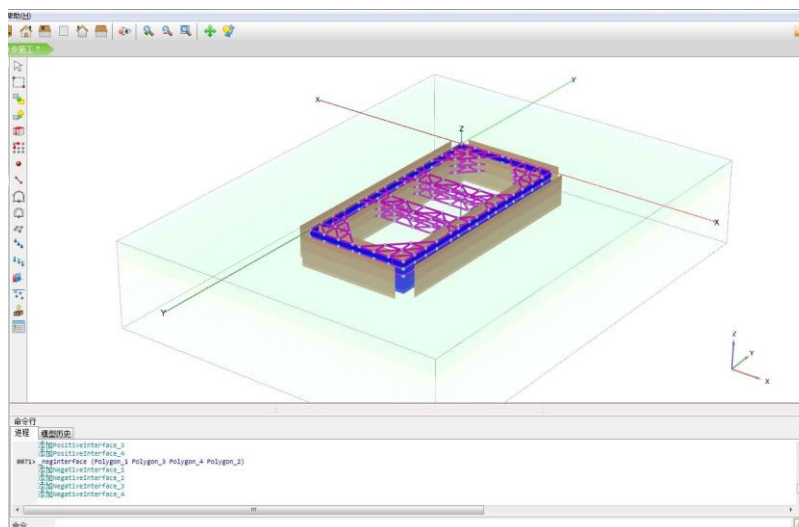 帮助(H)
X
Y
Z
X
Y
Z
Y
X
命令行
进程 模型历史
添加PositiveInterface_3
添加PositiveInterface_4
0071> _neginterface (Polygon_1 Polygon_3 Polygon_4 Polygon_2)
添加NegativeInterface_1
添加NegativeInterface_2
添加NegativeInterface_3
添加NegativeInterface_4
命令